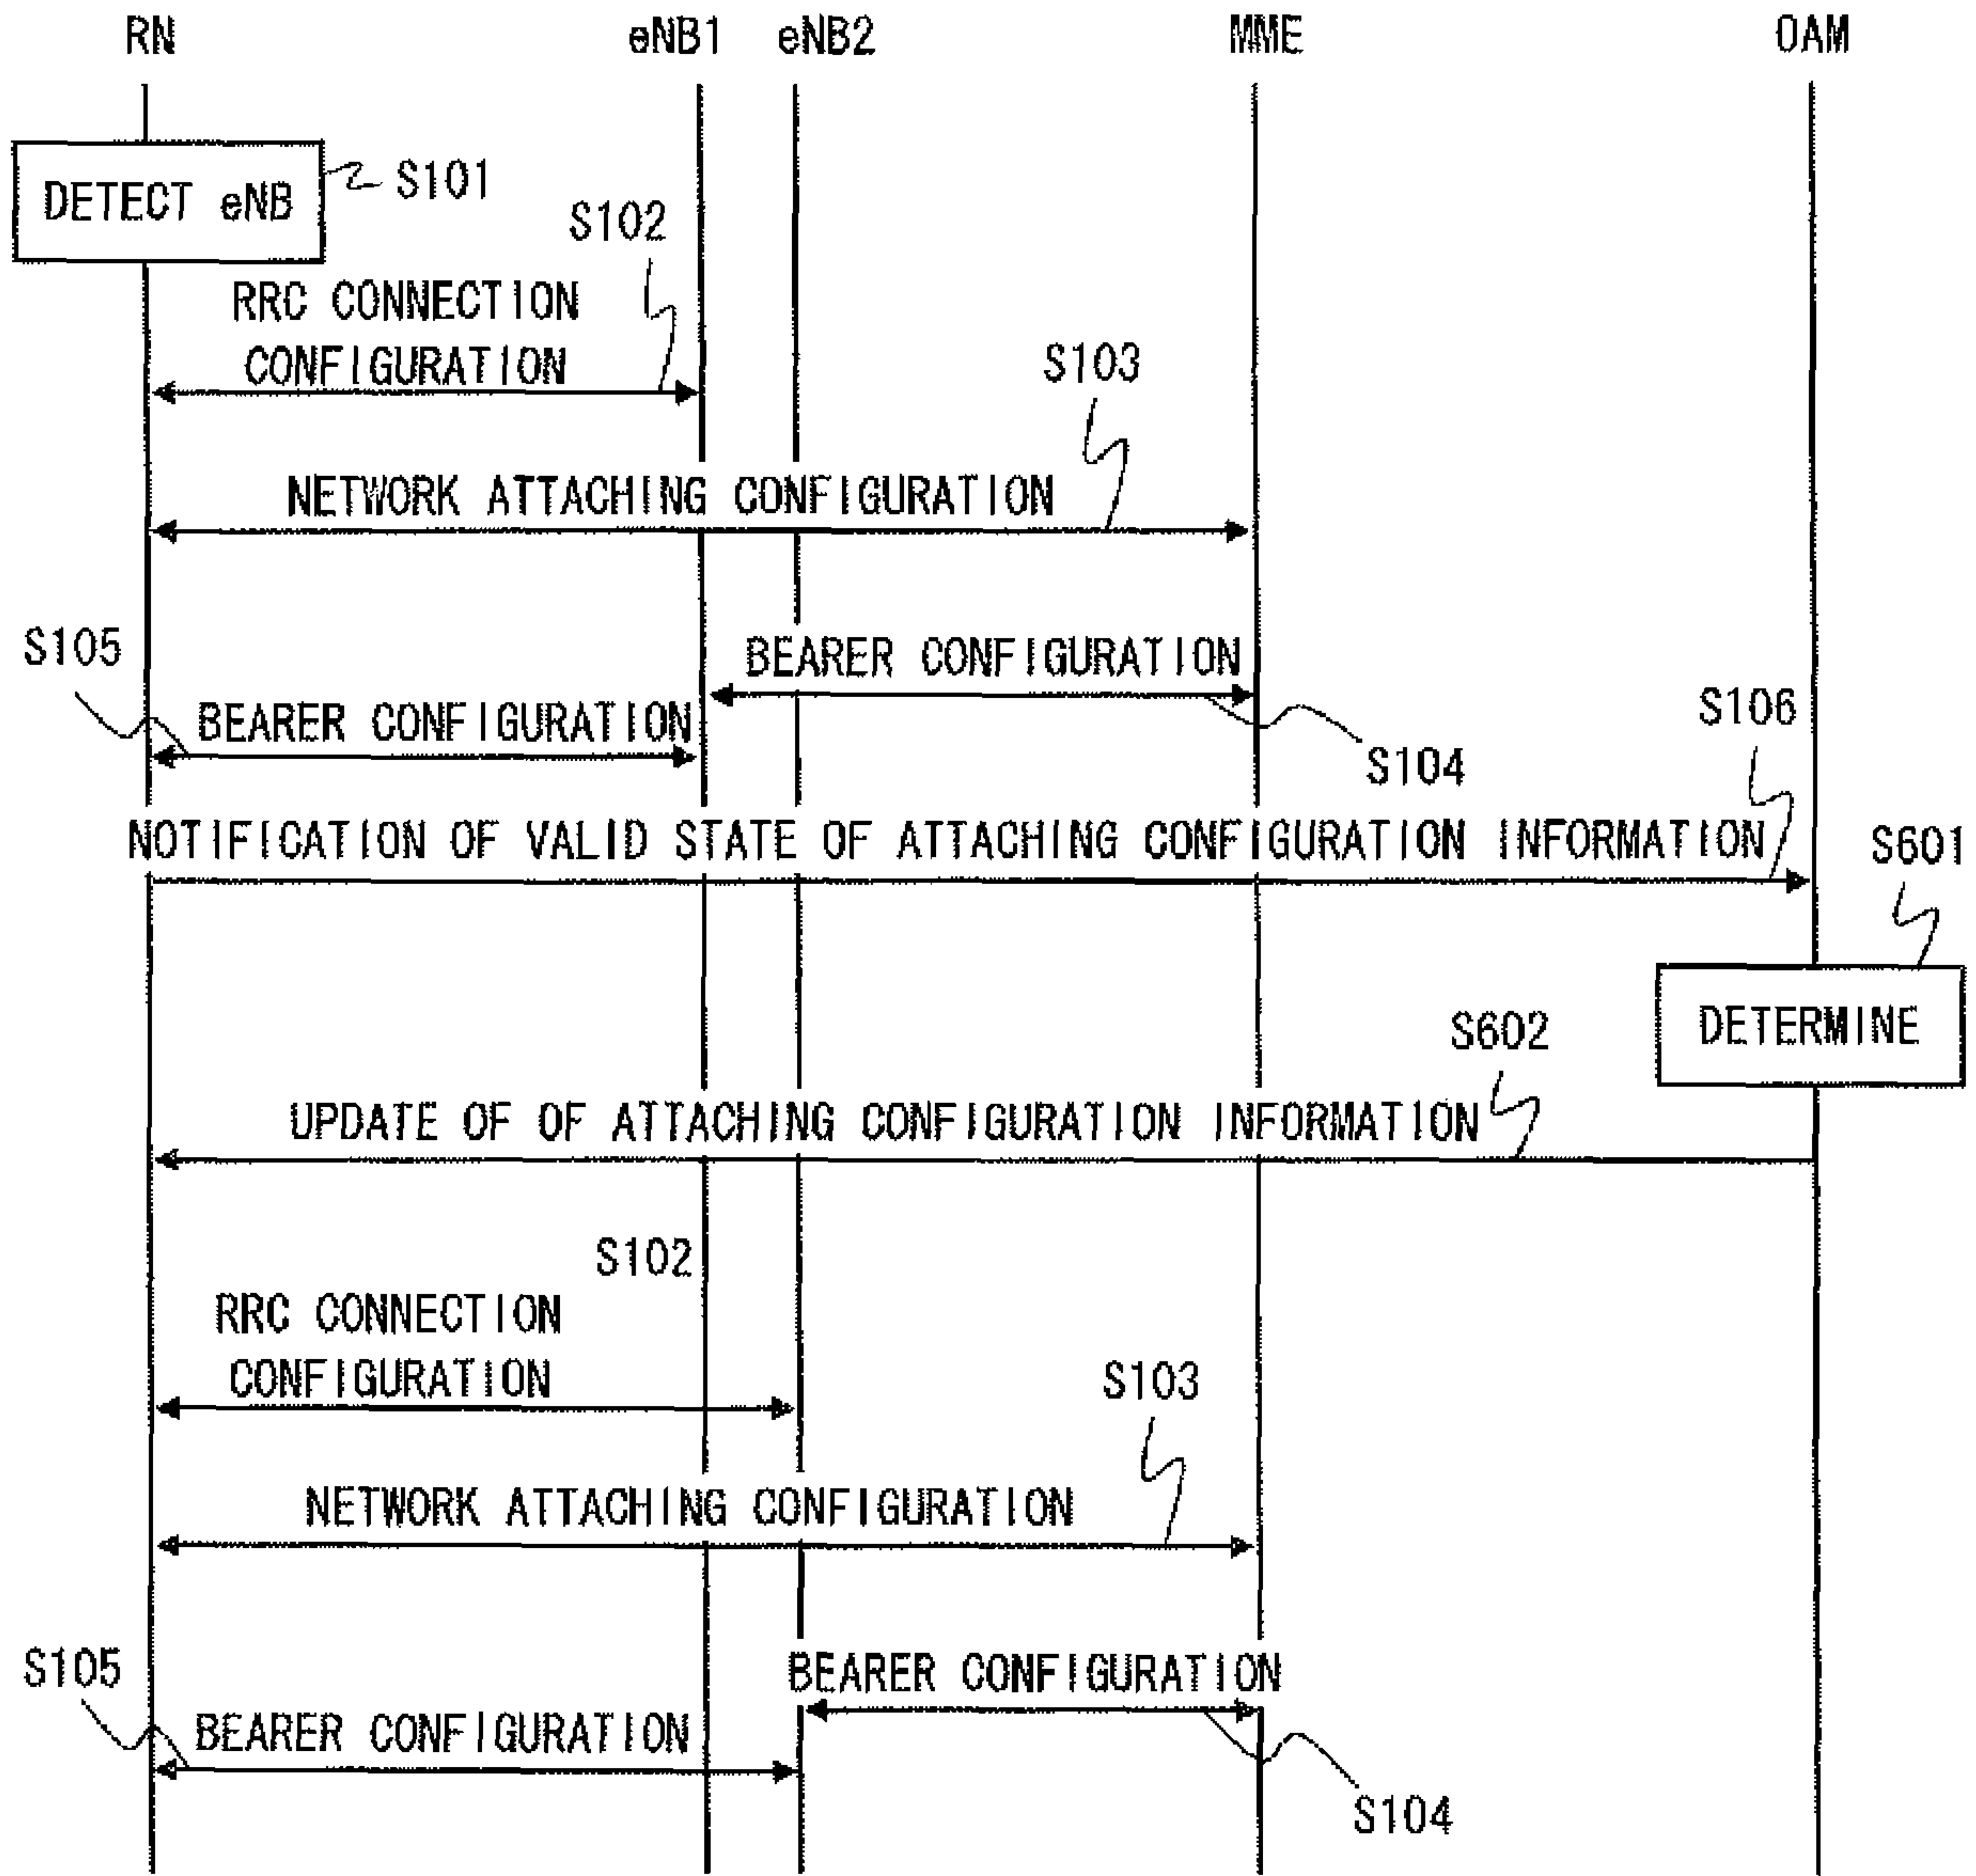 RN eNB1 eNB2 MME OAM
DETECT eNB
S101
S102
RRC CONNECTION
CONFIGURATION
S103
NETWORK ATTACHING CONFIGURATION
S105
BEARER CONFIGURATION
BEARER CONFIGURATION
S104
S106
NOTIFICATION OF VALID STATE OF ATTACHING CONFIGURATION INFORMATION
S601
DETERMINE
S602
UPDATE OF OF ATTACHING CONFIGURATION INFORMATION
S102
RRC CONNECTION
CONFIGURATION
S103
NETWORK ATTACHING CONFIGURATION
S105
BEARER CONFIGURATION
BEARER CONFIGURATION
S104